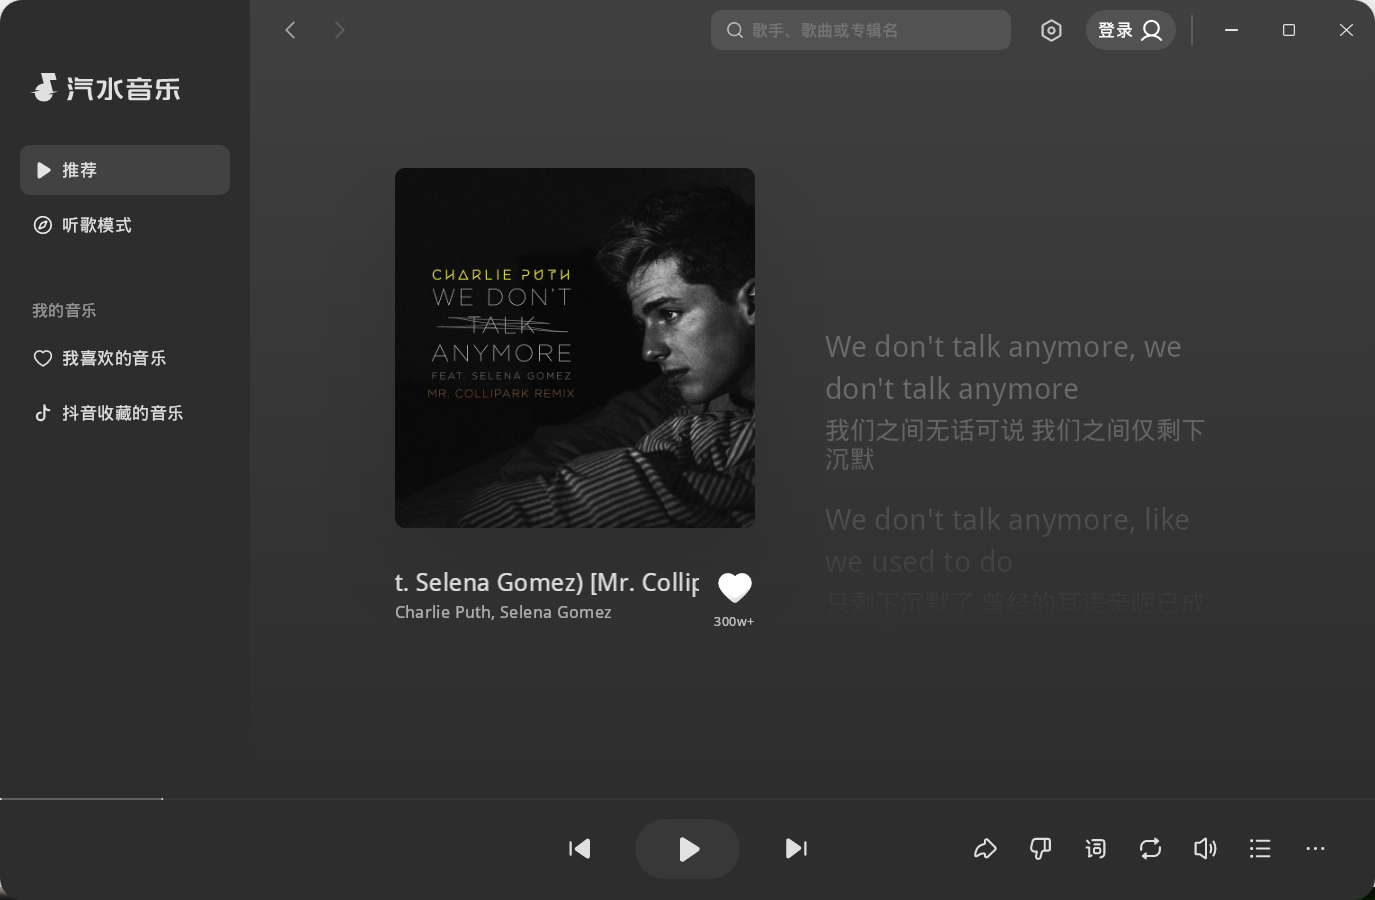 歌手、歌曲或专辑名
登录
汽水音乐
推荐
听歌模式
我的音乐
我喜欢的音乐
抖音收藏的音乐
CHARLIE PUTH
WE DON'T
TALK
ANYMORE
FEAT. SELENA GOMEZ
MR. COLLIPARK REMIX
t. Selena Gomez) [Mr. Collip
Charlie Puth, Selena Gomez
300w+
We don't talk anymore, we
don't talk anymore
我们之间无话可说 我们之间仅剩下
沉默
We don't talk anymore, like
we used to do
只剩下沉默了 曾经的耳语亲昵已成
词